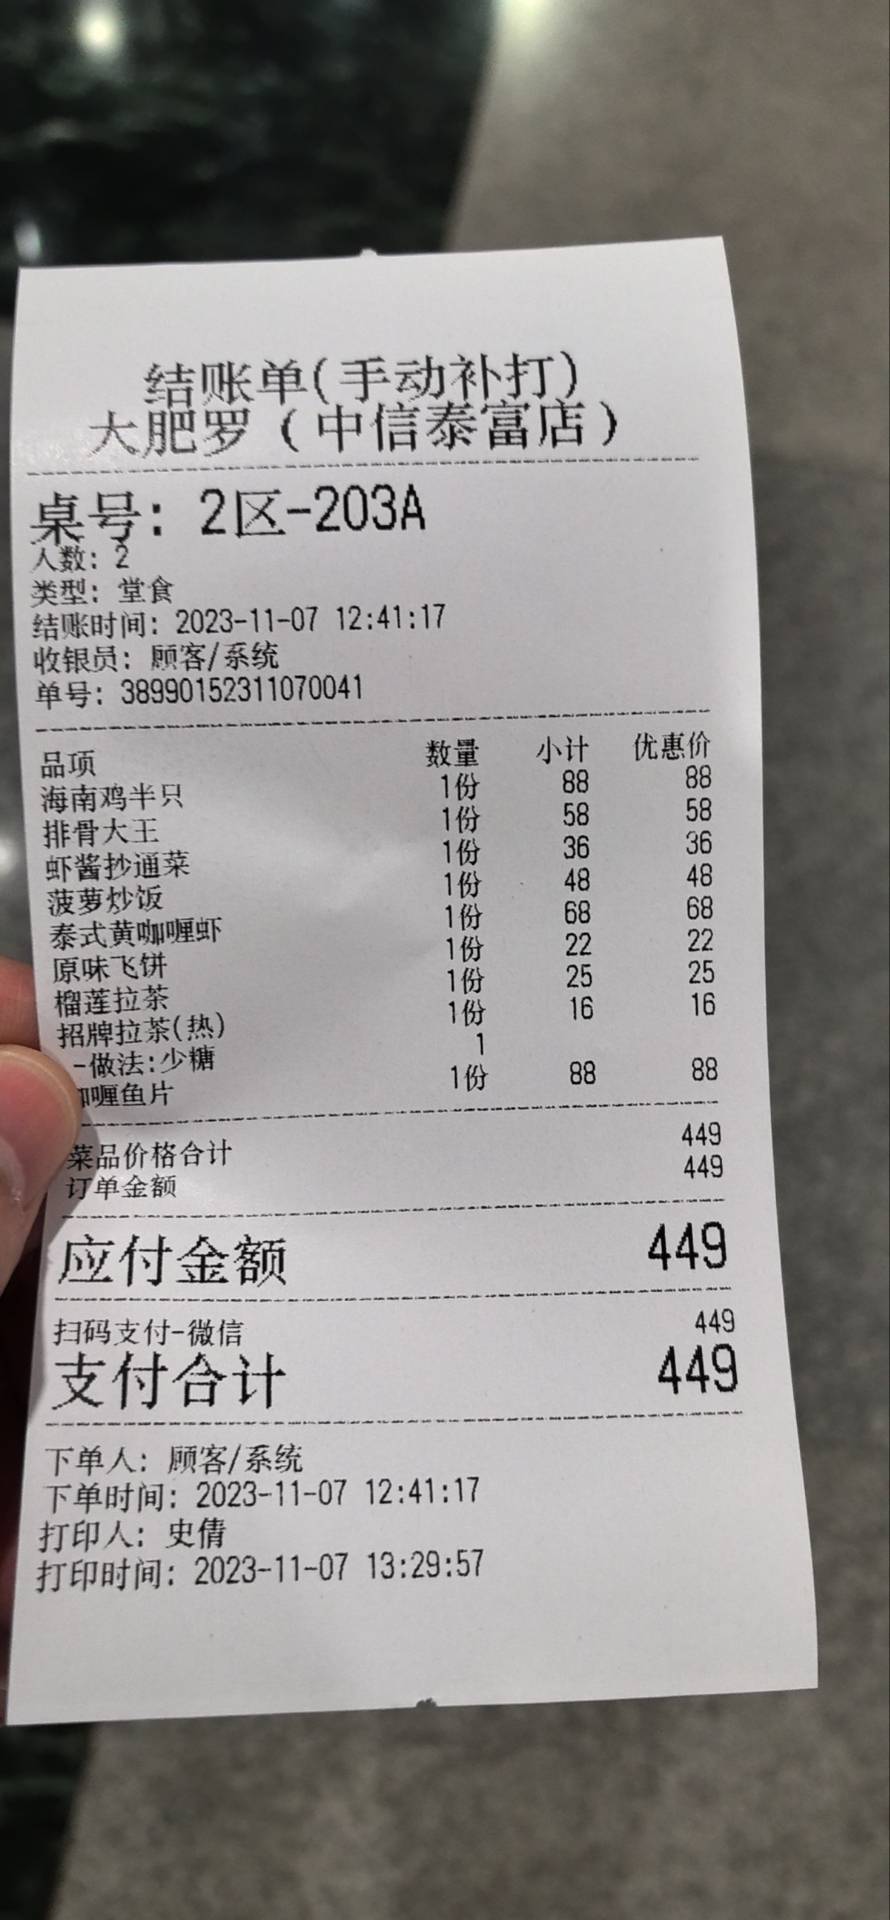 结账单(手动补打)
大肥罗（中信泰富店）
桌号: 2区-203A
人数: 2
类型: 堂食
结账时间: 2023-11-07 12:41:17
收银员: 顾客/系统
单号: 38990152311070041
品项 数量 小计 优惠价
海南鸡半只 1份 88 88
排骨大王 1份 58 58
虾酱抄通菜 1份 36 36
菠萝炒饭 1份 48 48
泰式黄咖喱虾 1份 68 68
原味飞饼 1份 22 22
榴莲拉茶 1份 25 25
招牌拉茶(热) 1份 16 16
-做法:少糖 1
咖喱鱼片 1份 88 88
菜品价格合计 449
订单金额 449
应付金额 449
扫码支付-微信 449
支付合计 449
下单人: 顾客/系统
下单时间: 2023-11-07 12:41:17
打印人: 史倩
打印时间: 2023-11-07 13:29:57